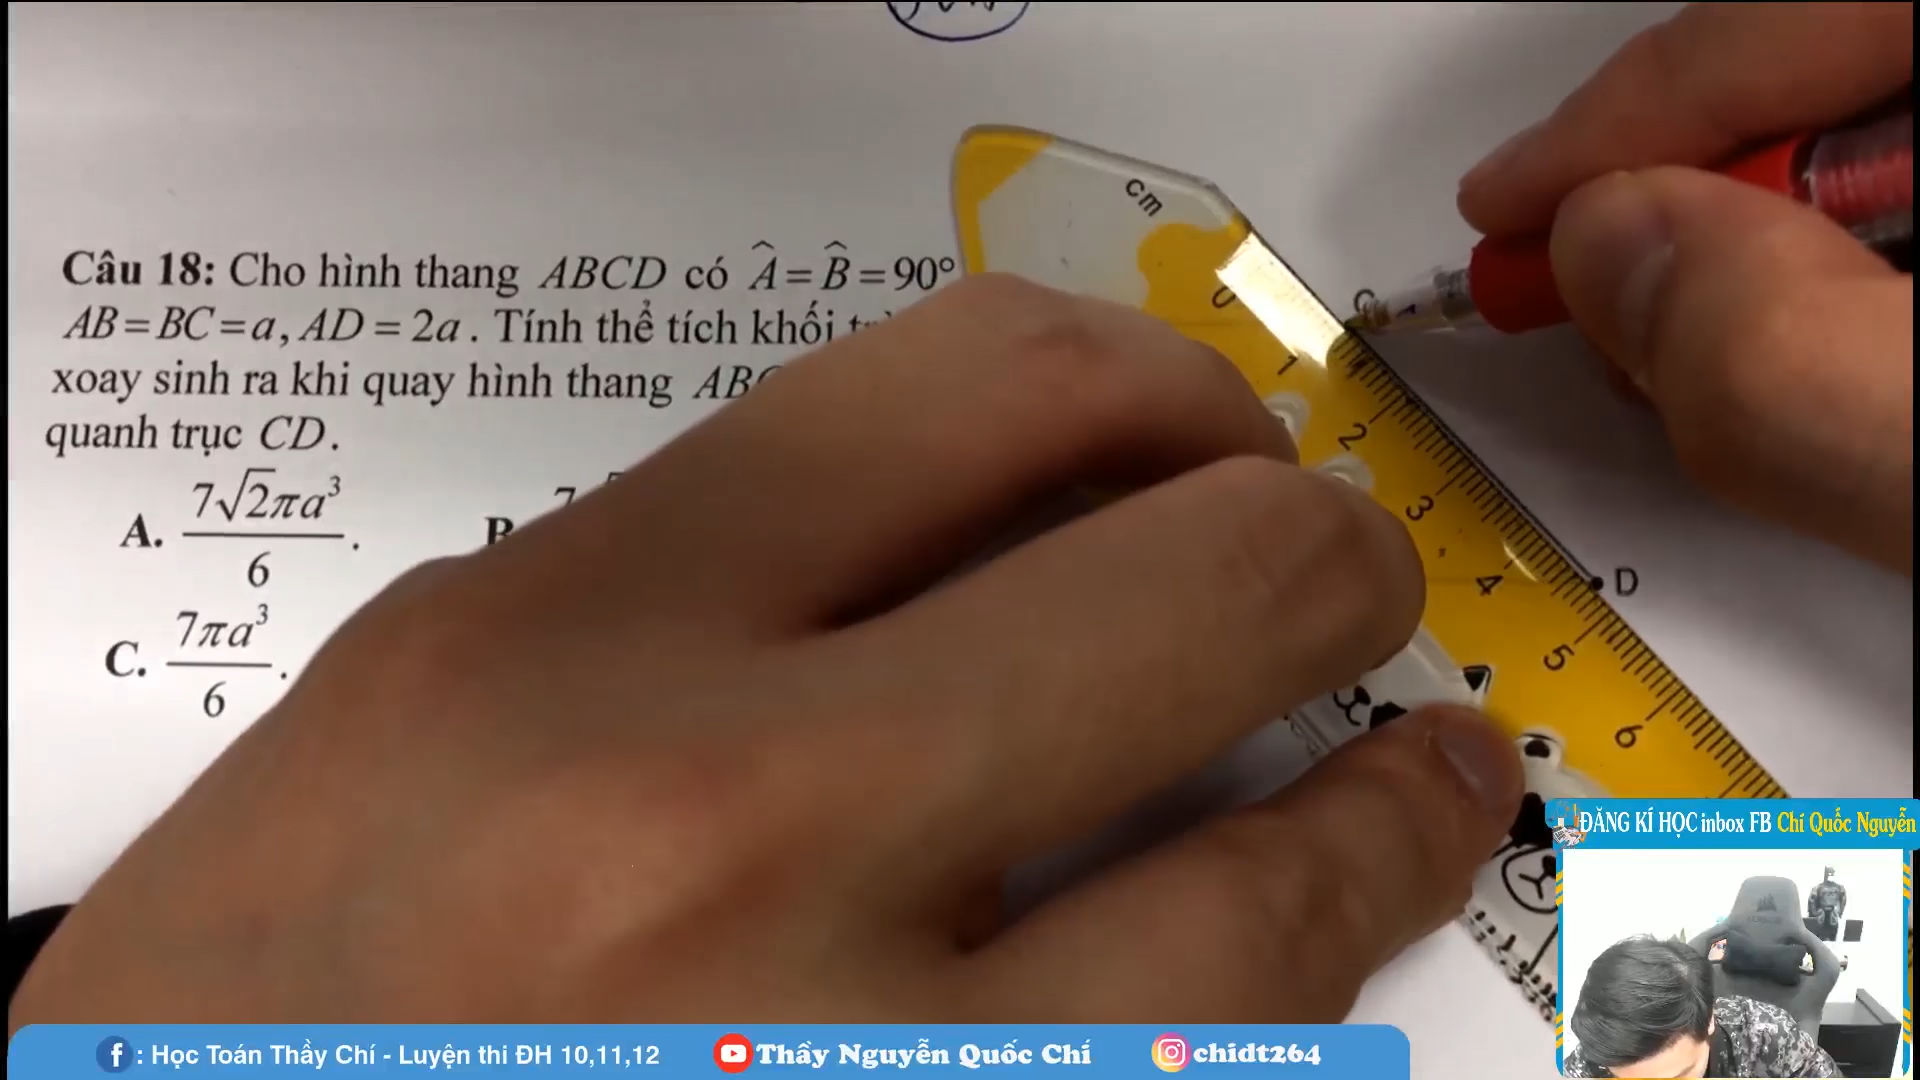 cm
Câu 18: Cho hình thang ABCD có Â = B̂ = 90°
AB = BC = a, AD = 2a . Tính thể tích khối
xoay sinh ra khi quay hình thang
quanh trục CD.
A. 7√2πa³/6 .
B.
C. 7πa³/6 .
0 1 2 3 4 5 6
C
D
ĐĂNG KÍ HỌC inbox FB Chí Quốc Nguyễn
f : Học Toán Thầy Chí - Luyện thi ĐH 10,11,12
Thầy Nguyễn Quốc Chí
chidt264